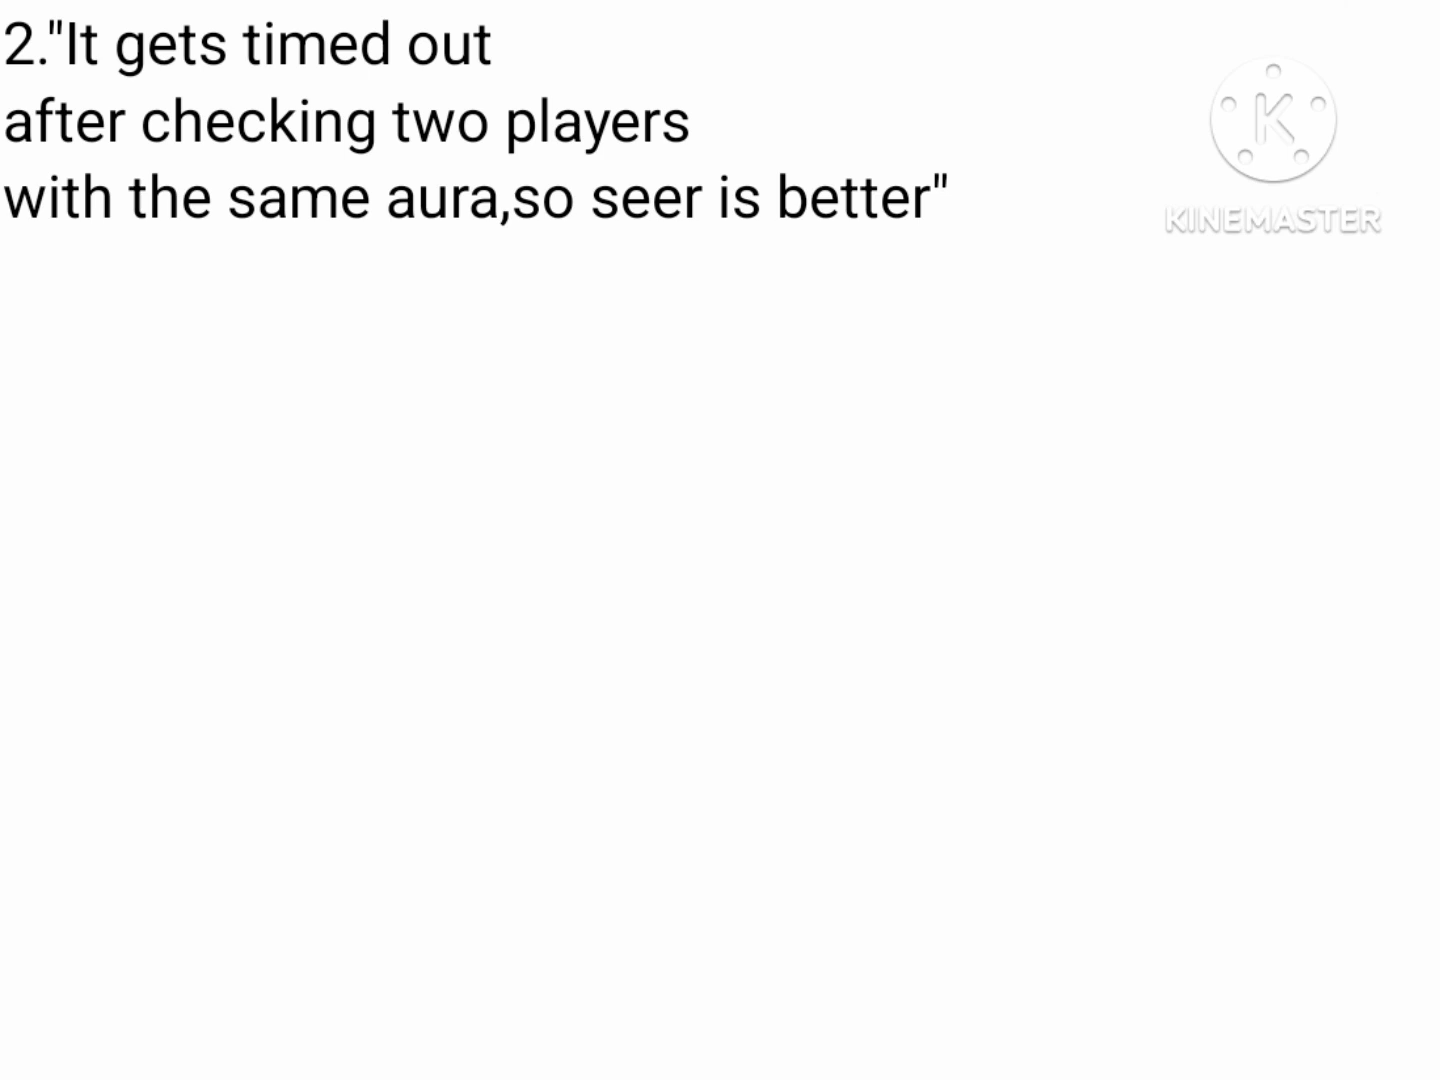 2."It gets timed out
after checking two players
with the same aura,so seer is better"
K
KINEMASTER